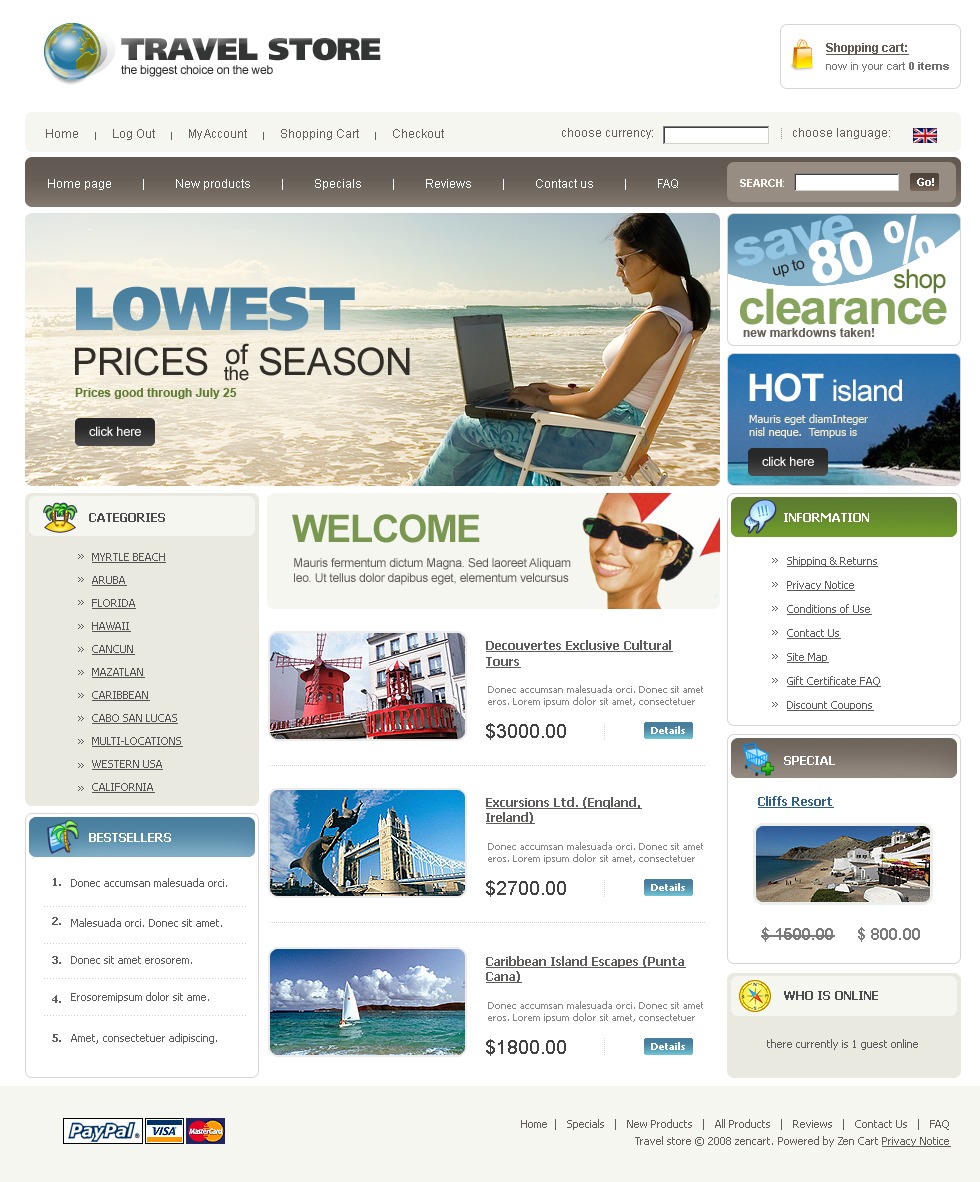 TRAVEL STORE
the biggest choice on the web
Shopping cart:
now in your cart 0 items
Home | Log Out | My Account | Shopping Cart | Checkout
choose currency:
choose language:
Home page | New products | Specials | Reviews | Contact us | FAQ
SEARCH:
Go!
LOWEST
PRICES of the SEASON
Prices good through July 25
click here
save
up to 80 %
shop
clearance
new markdowns taken!
HOT island
Mauris eget diamInteger
nisl neque. Tempus is
click here
CATEGORIES
MYRTLE BEACH
ARUBA
FLORIDA
HAWAII
CANCUN
MAZATLAN
CARIBBEAN
CABO SAN LUCAS
MULTI-LOCATIONS
WESTERN USA
CALIFORNIA
BESTSELLERS
1. Donec accumsan malesuada orci.
2. Malesuada orci. Donec sit amet.
3. Donec sit amet erosorem.
4. Erosoremipsum dolor sit ame.
5. Amet, consectetuer adipiscing.
WELCOME
Mauris fermentum dictum Magna. Sed laoreet Aliquam
leo. Ut tellus dolor dapibus eget, elementum velcursus
Decouvertes Exclusive Cultural
Tours
Donec accumsan malesuada orci. Donec sit amet
eros. Lorem ipsum dolor sit amet, consectetuer
$3000.00
Details
Excursions Ltd. (England,
Ireland)
Donec accumsan malesuada orci. Donec sit amet
eros. Lorem ipsum dolor sit amet, consectetuer
$2700.00
Details
Caribbean Island Escapes (Punta
Cana)
Donec accumsan malesuada orci. Donec sit amet
eros. Lorem ipsum dolor sit amet, consectetuer
$1800.00
Details
INFORMATION
Shipping & Returns
Privacy Notice
Conditions of Use
Contact Us
Site Map
Gift Certificate FAQ
Discount Coupons
SPECIAL
Cliffs Resort
$ 1500.00 $ 800.00
WHO IS ONLINE
there currently is 1 guest online
PayPal VISA MasterCard
Home | Specials | New Products | All Products | Reviews | Contact Us | FAQ
Travel store © 2008 zencart. Powered by Zen Cart Privacy Notice